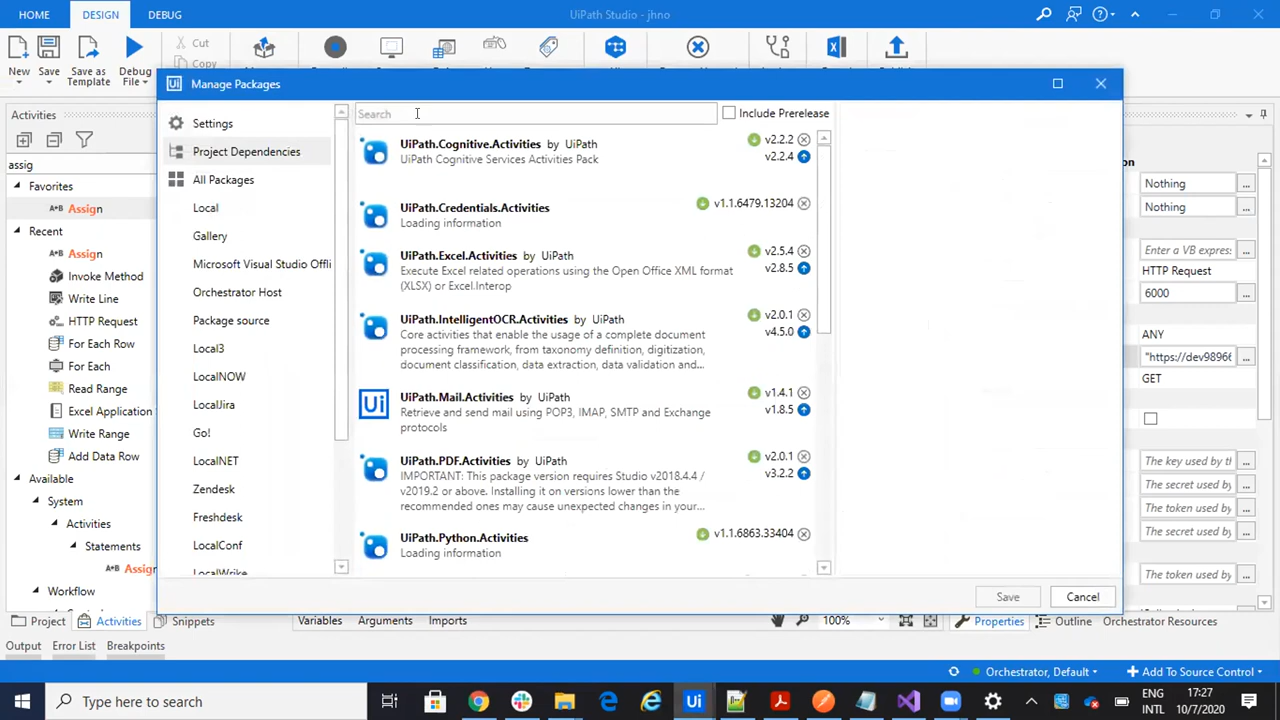 HOME
DESIGN
DEBUG
UiPath Studio - jhno
New
Save
Save as
Template
Debug
File
Cut
Copy
Manage Packages
Activities
assig
Favorites
Assign
Recent
Assign
Invoke Method
Write Line
HTTP Request
For Each Row
For Each
Read Range
Excel Application
Write Range
Add Data Row
Available
System
Activities
Statements
Assign
Workflow
Settings
Project Dependencies
All Packages
Local
Gallery
Microsoft Visual Studio Offli
Orchestrator Host
Package source
Local3
LocalNOW
LocalJira
Go!
LocalNET
Zendesk
Freshdesk
LocalConf
LocalWrike
Search
Include Prerelease
UiPath.Cognitive.Activities by UiPath
v2.2.2
UiPath Cognitive Services Activities Pack
v2.2.4
UiPath.Credentials.Activities
v1.1.6479.13204
Loading information
UiPath.Excel.Activities by UiPath
v2.5.4
Execute Excel related operations using the Open Office XML format
v2.8.5
(XLSX) or Excel.Interop
UiPath.IntelligentOCR.Activities by UiPath
v2.0.1
Core activities that enable the usage of a complete document
v4.5.0
processing framework, from taxonomy definition, digitization,
document classification, data extraction, data validation and...
Ui
UiPath.Mail.Activities by UiPath
v1.4.1
Retrieve and send mail using POP3, IMAP, SMTP and Exchange
v1.8.5
protocols
UiPath.PDF.Activities by UiPath
v2.0.1
IMPORTANT: This package version requires Studio v2018.4.4 /
v3.2.2
v2019.2 or above. Installing it on versions lower than the
recommended ones may cause unexpected changes in your...
UiPath.Python.Activities
v1.1.6863.33404
Loading information
Save
Cancel
Nothing
Nothing
Enter a VB express
HTTP Request
6000
ANY
"https://dev98966
GET
The key used by th
The secret used by
The token used by
The secret used by
The token used by
Project
Activities
Snippets
Variables
Arguments
Imports
100%
Properties
Outline
Orchestrator Resources
Output
Error List
Breakpoints
Orchestrator, Default
Add To Source Control
Type here to search
Ui
ENG
INTL
17:27
10/7/2020